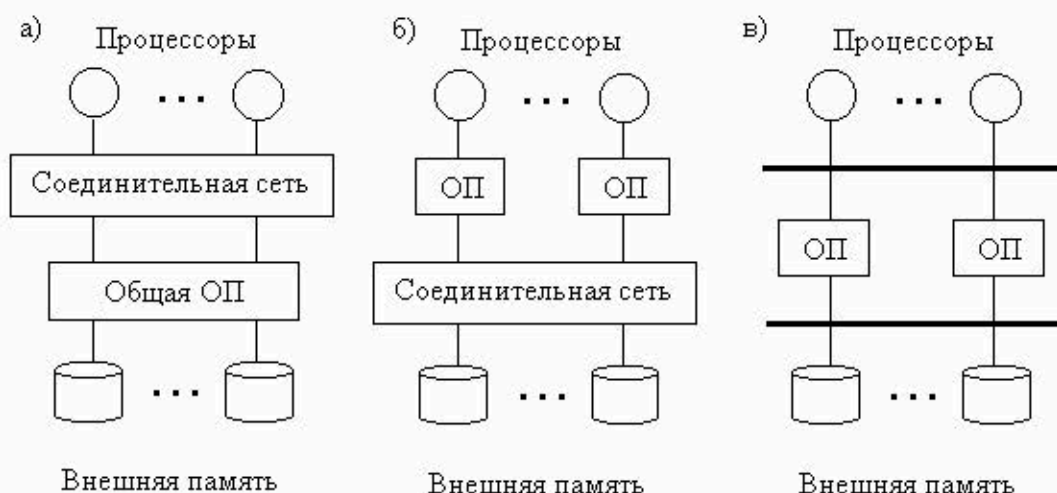 а)
Процессоры
Соединительная сеть
Общая ОП
Внешняя память
б)
Процессоры
ОП
ОП
Соединительная сеть
Внешняя память
в)
Процессоры
ОП
ОП
Внешняя память